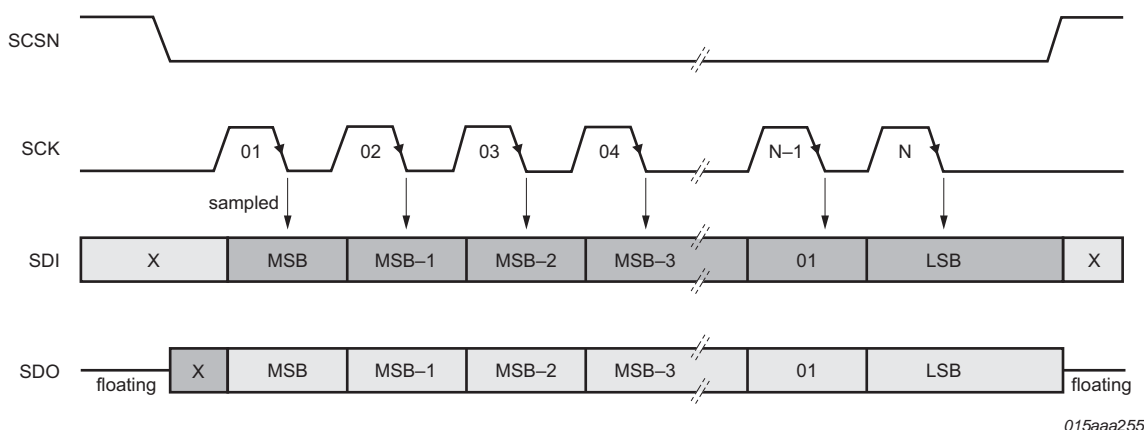 SCSN
SCK
01 02 03 04 N–1 N
sampled
SDI
X MSB MSB–1 MSB–2 MSB–3 01 LSB X
SDO
floating X MSB MSB–1 MSB–2 MSB–3 01 LSB floating
015aaa255